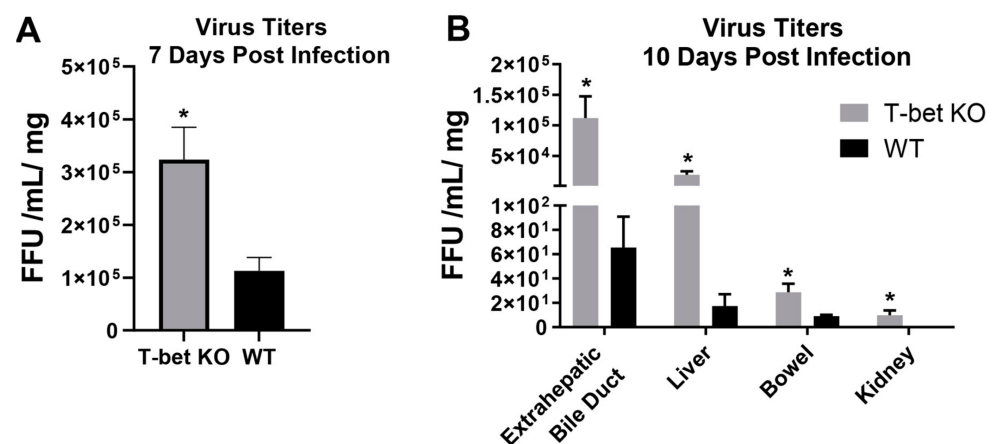 A
Virus Titers
7 Days Post Infection
FFU /mL/ mg
5×10⁵
4×10⁵
3×10⁵
2×10⁵
1×10⁵
0
*
T-bet KO WT
B
Virus Titers
10 Days Post Infection
FFU /mL/ mg
2×10⁵
1.5×10⁵
1×10⁵
5×10⁴
1×10²
8×10¹
6×10¹
4×10¹
2×10¹
0
*
*
*
*
T-bet KO
WT
Extrahepatic
Bile Duct
Liver
Bowel
Kidney